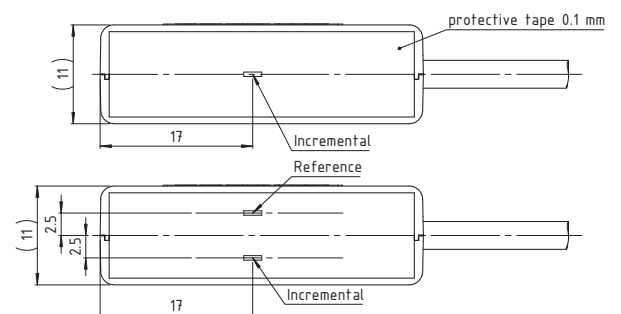 protective tape 0.1 mm
(11)
17
Incremental
Reference
(11)
2.5
2.5
17
Incremental